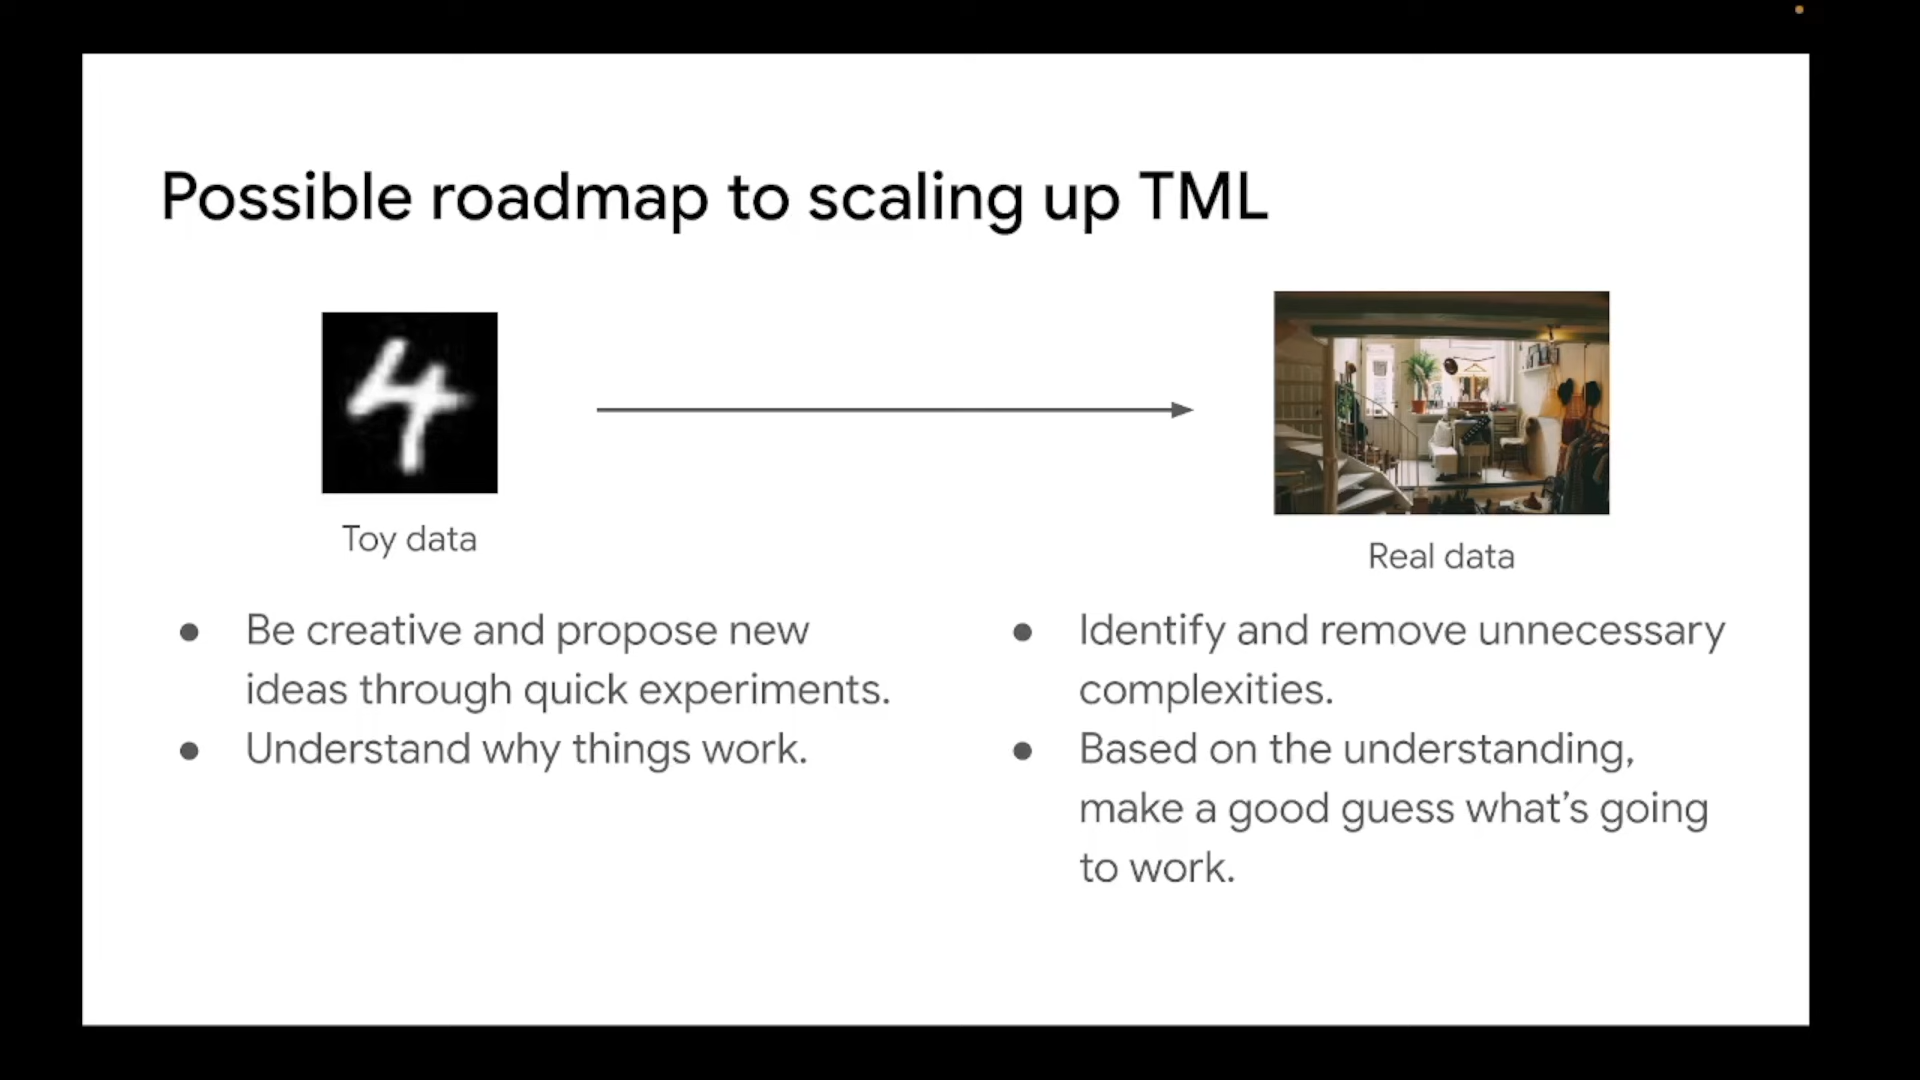 Possible roadmap to scaling up TML
4
Toy data
Real data
● Be creative and propose new
ideas through quick experiments.
● Understand why things work.
● Identify and remove unnecessary
complexities.
● Based on the understanding,
make a good guess what’s going
to work.